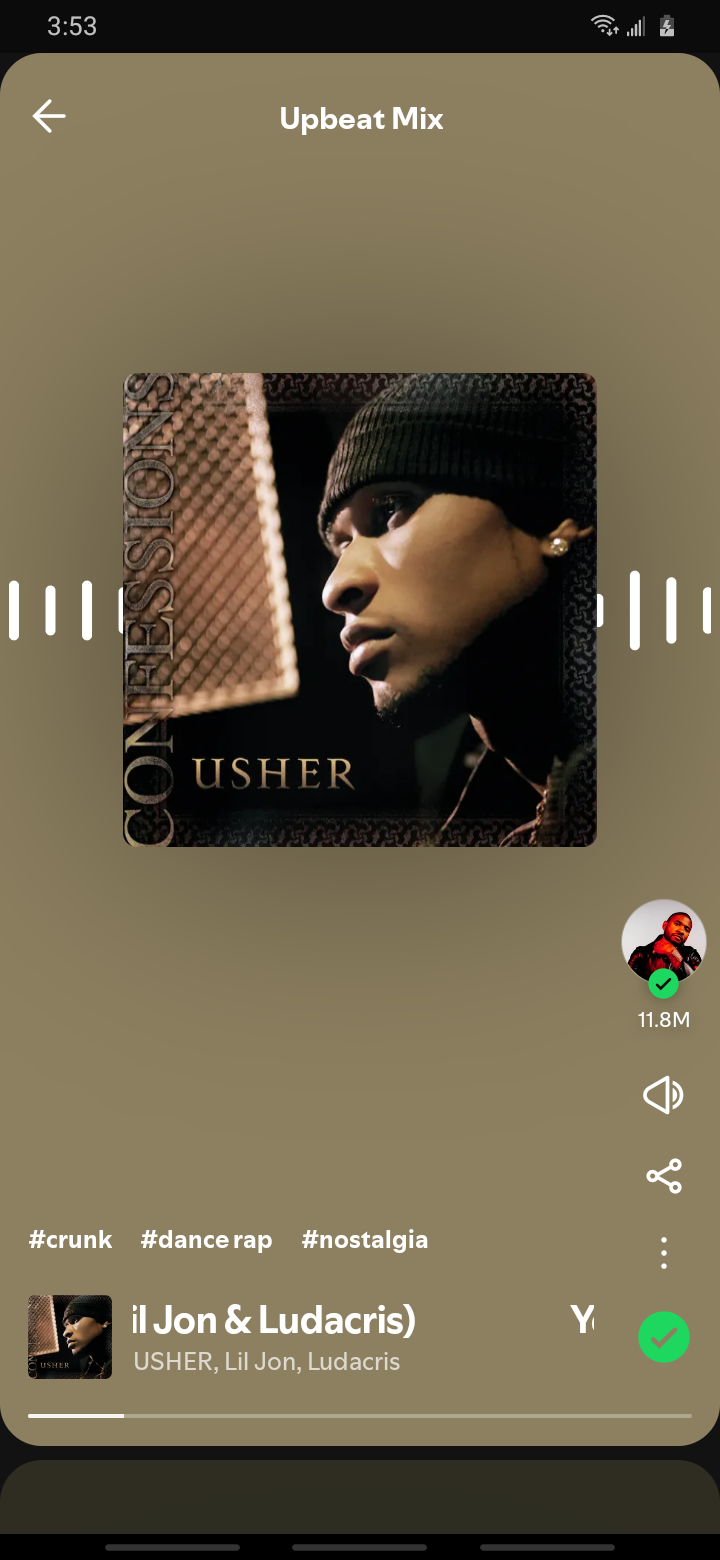 3:53
Upbeat Mix
CONFESSIONS
USHER
11.8M
#crunk #dance rap #nostalgia
il Jon & Ludacris) Y
USHER
USHER, Lil Jon, Ludacris